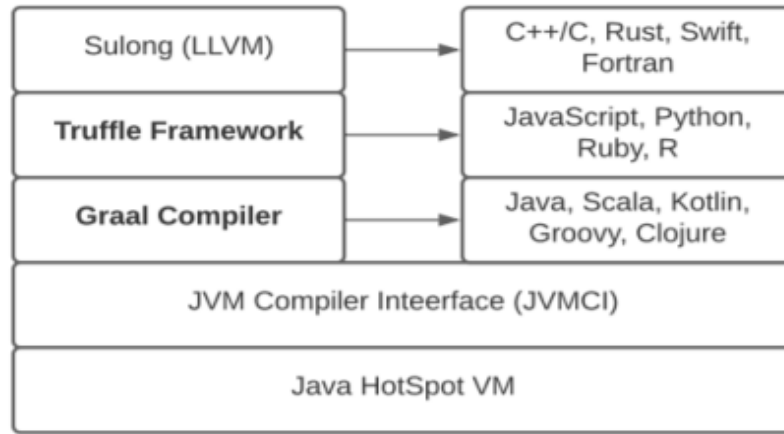 Sulong (LLVM)
C++/C, Rust, Swift,
Fortran
Truffle Framework
JavaScript, Python,
Ruby, R
Graal Compiler
Java, Scala, Kotlin,
Groovy, Clojure
JVM Compiler Inteerface (JVMCI)
Java HotSpot VM